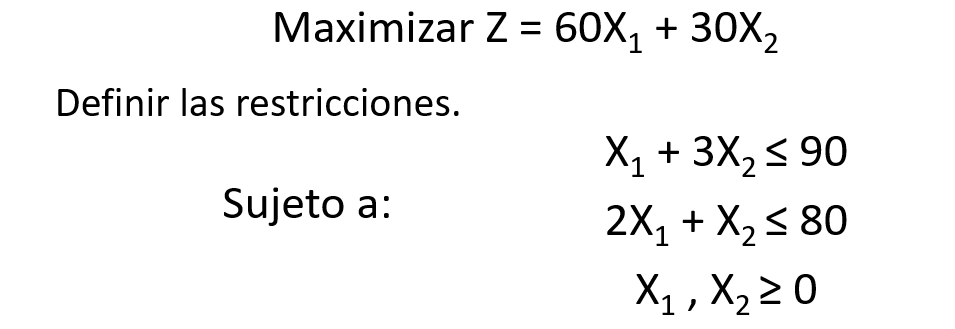 Maximizar Z = 60X₁ + 30X₂
Definir las restricciones.
X₁ + 3X₂ ≤ 90
Sujeto a:
2X₁ + X₂ ≤ 80
X₁ , X₂ ≥ 0